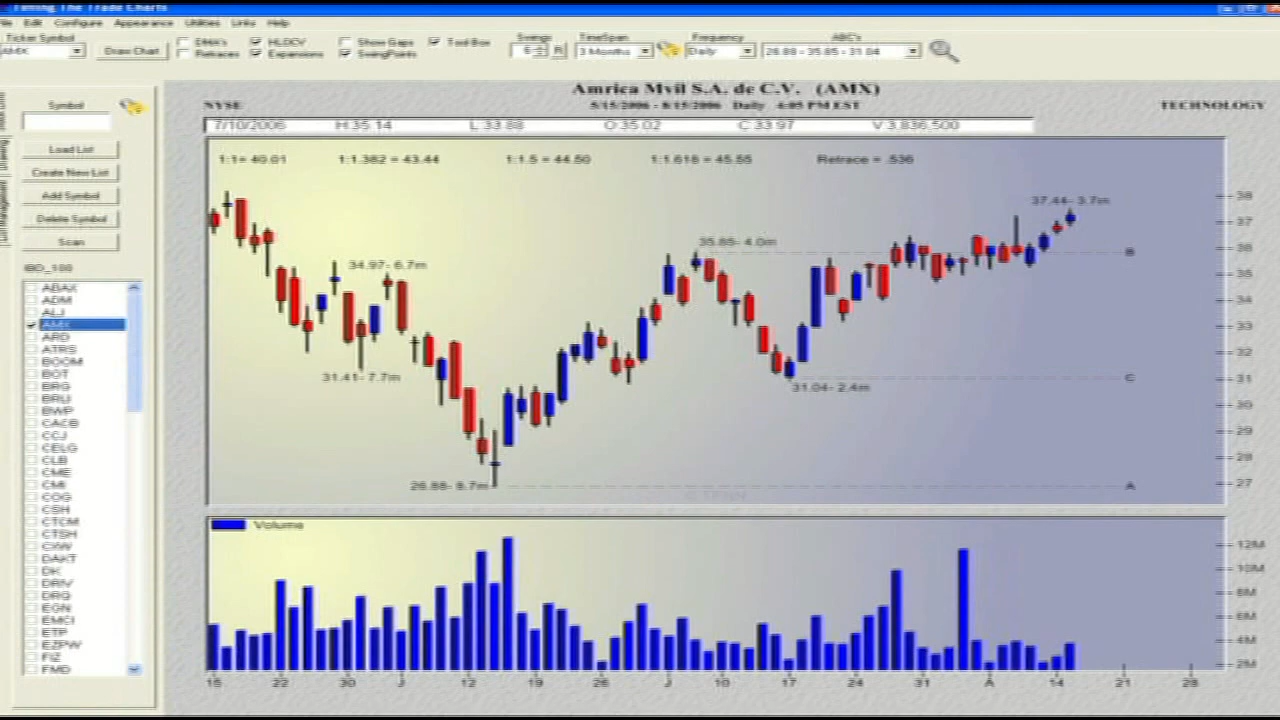 Timing The Trade Charts
File Edit Configure Appearance Utilities Links Help
Ticker Symbol
AMX
Draw Chart
DMA's
HLOCV
Show Gaps
Tool Box
Retraces
Expansions
SwingPoints
Swings
6
R
TimeSpan
3 Months
Frequency
Daily
ABC's
26.88 - 35.85 - 31.04
Amrica Mvil S.A. de C.V. (AMX)
NYSE
5/15/2006 - 8/15/2006 Daily 4:05 PM EST
TECHNOLOGY
7/10/2006 H:35.14 L:33.88 O:35.02 C:33.97 V:3,836,500
1:1= 40.01 1:1.382 = 43.44 1:1.5 = 44.50 1:1.618 = 45.55 Retrace = .536
Symbol
Load List
Create New List
Add Symbol
Delete Symbol
Scan
IBD_100
ABAX
ADM
ALJ
AMX
ARD
ATRS
BOOM
BOT
BRG
BRLI
BWP
CACB
CCJ
CELG
CLB
CME
CMI
COG
CSH
CTCM
CTSH
CXW
DAKT
DK
DRIV
DRQ
EGN
EMCI
ETP
EZPW
FIZ
FMD
37.44- 3.7m
35.85- 4.0m
34.97- 6.7m
31.41- 7.7m
31.04- 2.4m
26.88- 8.7m
B
C
A
38
37
36
35
34
33
32
31
30
29
28
27
Volume
12M
10M
8M
6M
4M
2M
15 22 30 J 12 19 26 J 10 17 24 31 A 14 21 28